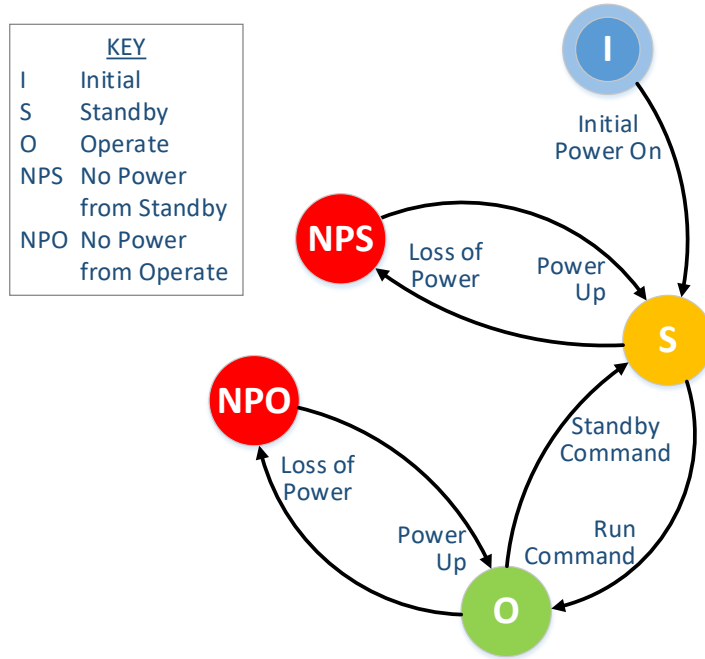 KEY
I Initial
S Standby
O Operate
NPS No Power
from Standby
NPO No Power
from Operate
I
Initial
Power On
NPS
Loss of
Power
Power
Up
S
NPO
Loss of
Power
Standby
Command
Power
Up
Run
Command
O